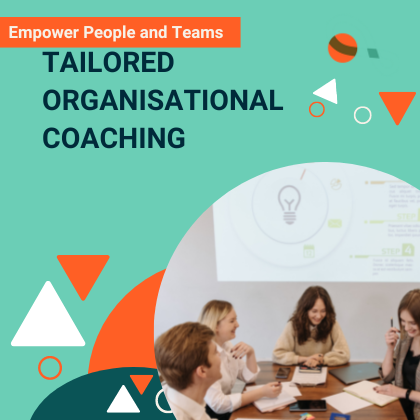 Empower People and Teams
TAILORED
ORGANISATIONAL
COACHING